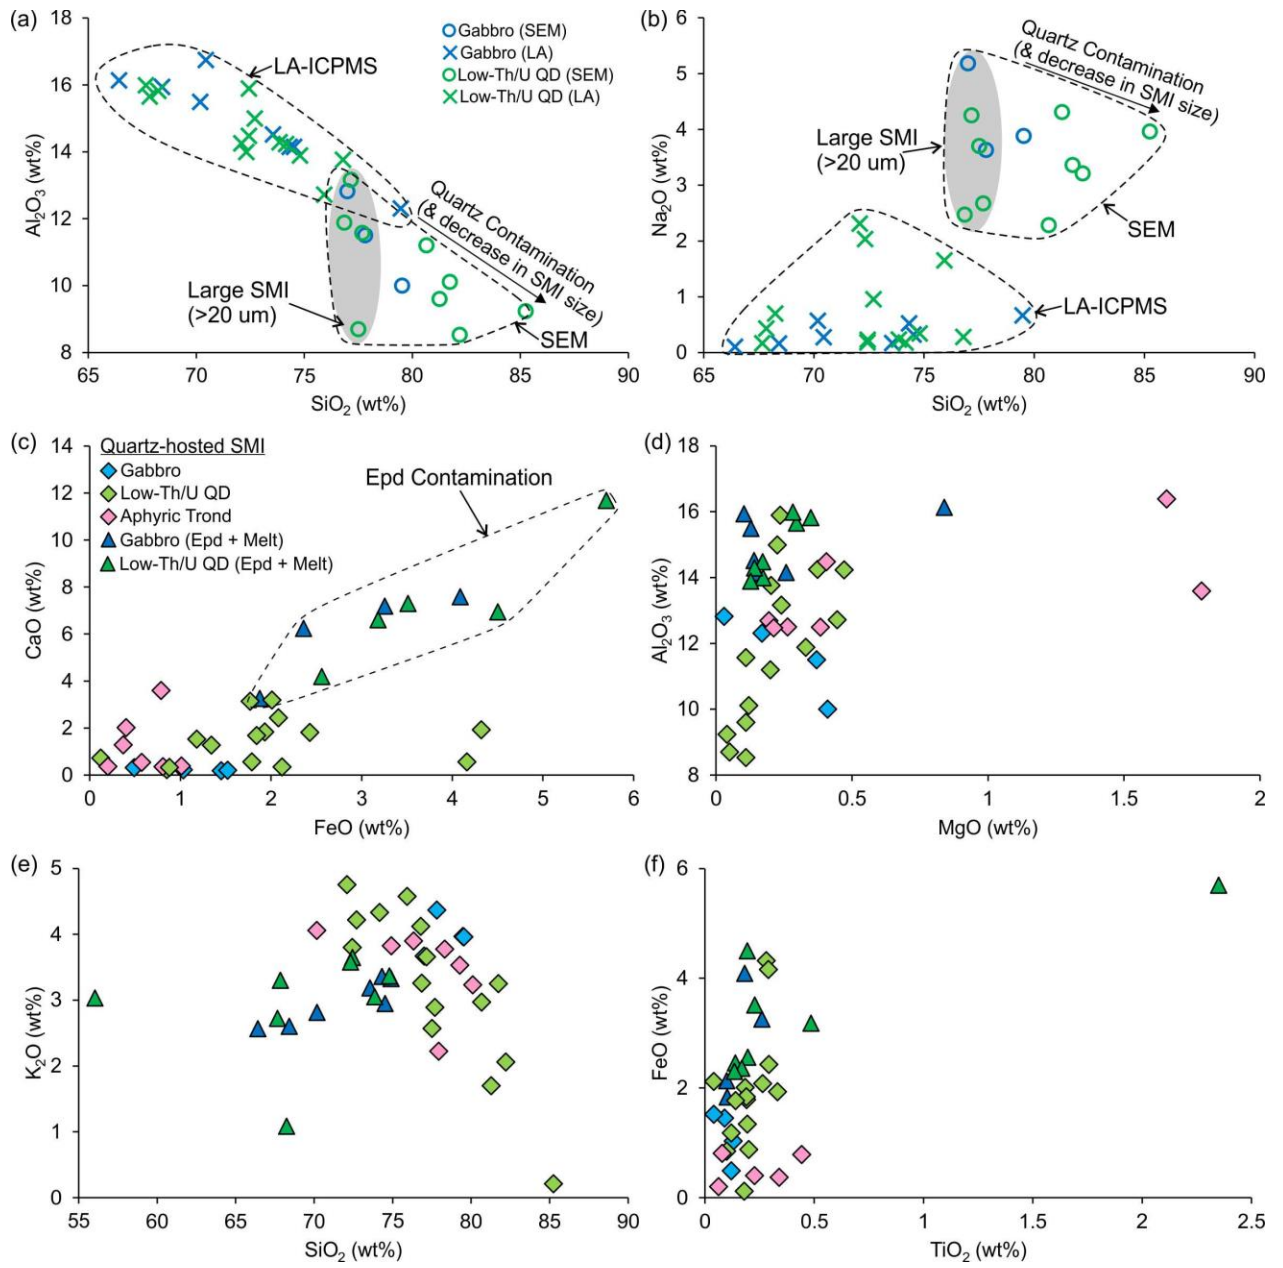 (a)
18
16
14
12
10
8
Al₂O₃ (wt%)
65 70 75 80 85 90
SiO₂ (wt%)
LA-ICPMS
Gabbro (SEM)
Gabbro (LA)
Low-Th/U QD (SEM)
Low-Th/U QD (LA)
Quartz Contamination
(& decrease in SMI size)
Large SMI
(>20 um)
SEM
(b)
6
5
4
3
2
1
0
Na₂O (wt%)
65 70 75 80 85 90
SiO₂ (wt%)
Quartz Contamination
(& decrease in SMI size)
Large SMI
(>20 um)
SEM
LA-ICPMS
(c)
14
12
10
8
6
4
2
0
CaO (wt%)
0 1 2 3 4 5 6
FeO (wt%)
Quartz-hosted SMI
Gabbro
Low-Th/U QD
Aphyric Trond
Gabbro (Epd + Melt)
Low-Th/U QD (Epd + Melt)
Epd Contamination
(d)
18
16
14
12
10
8
Al₂O₃ (wt%)
0 0.5 1 1.5 2
MgO (wt%)
(e)
5
4
3
2
1
0
K₂O (wt%)
55 60 65 70 75 80 85 90
SiO₂ (wt%)
(f)
6
4
2
0
FeO (wt%)
0 0.5 1 1.5 2 2.5
TiO₂ (wt%)